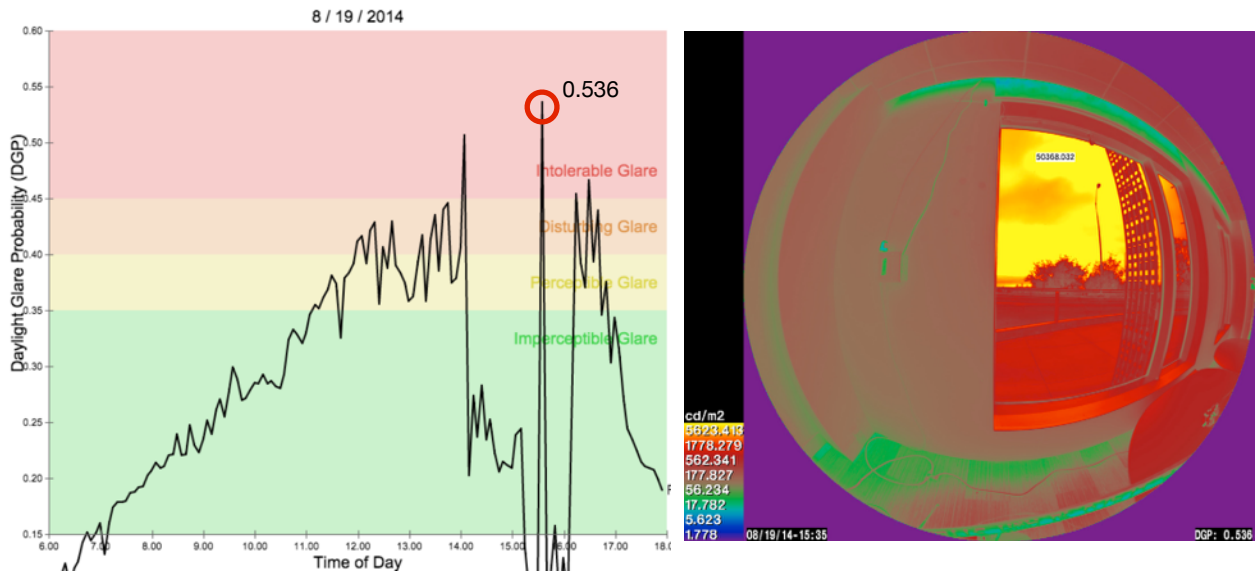 8 / 19 / 2014
0.60
0.55
0.536
0.50
Intolerable Glare
0.45
Disturbing Glare
0.40
Perceptible Glare
0.35
Imperceptible Glare
0.30
0.25
0.20
0.15
Daylight Glare Probability (DGP)
6.00 7.00 8.00 9.00 10.00 11.00 12.00 13.00 14.00 15.00 16.00 17.00 18.0
Time of Day
50368.032
cd/m2
5623.413
1778.279
562.341
177.827
56.234
17.782
5.623
1.778
08/19/14-15:35
DGP: 0.536